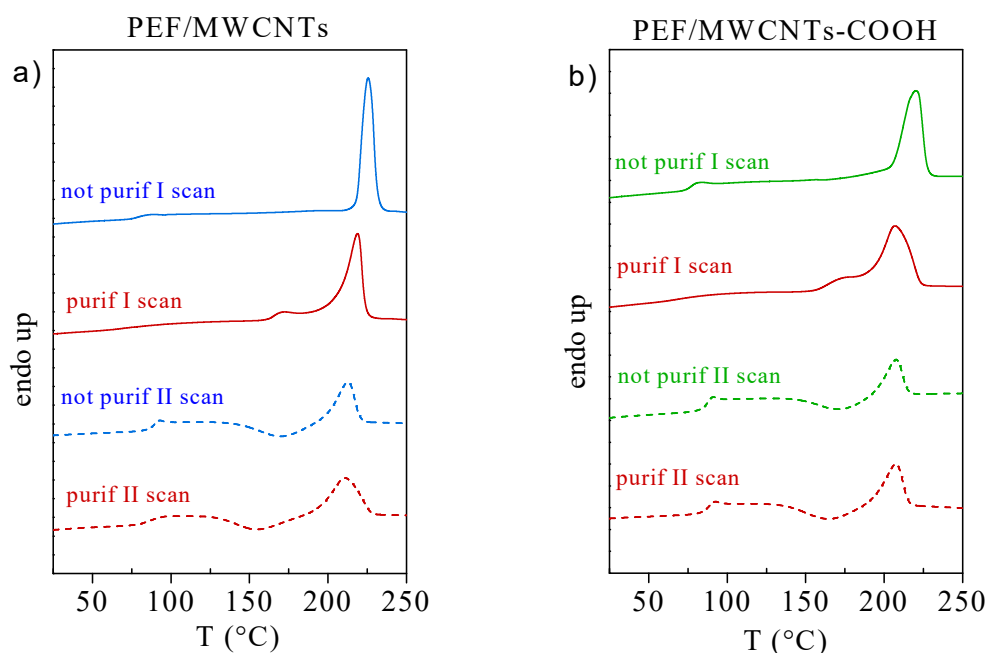 PEF/MWCNTs
a)
not purif I scan
purif I scan
not purif II scan
purif II scan
endo up
50 100 150 200 250
T (°C)
PEF/MWCNTs-COOH
b)
not purif I scan
purif I scan
not purif II scan
purif II scan
endo up
50 100 150 200 250
T (°C)